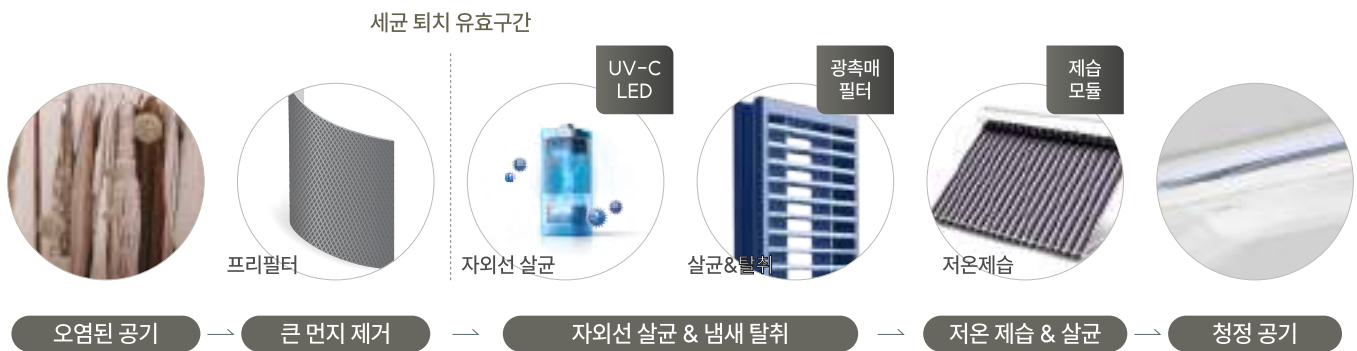 세균 퇴치 유효구간
UV-C
LED
광촉매
필터
제습
모듈
프리필터
자외선 살균
살균&탈취
저온제습
오염된 공기
큰 먼지 제거
자외선 살균 & 냄새 탈취
저온 제습 & 살균
청정 공기